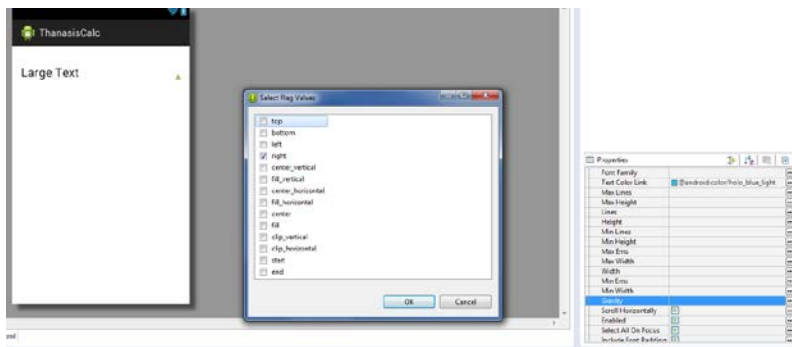 ThanasisCalc
Large Text
Select Flag Values
top
bottom
left
right
center_vertical
fill_vertical
center_horizontal
fill_horizontal
center
fill
clip_vertical
clip_horizontal
start
end
OK
Cancel
Properties
Font Family
Text Color Link @android:color/holo_blue_light
Max Lines
Max Height
Lines
Height
Min Lines
Min Height
Max Ems
Max Width
Width
Min Ems
Min Width
Gravity
Scroll Horizontally
Enabled
Select All On Focus
Include Font Padding